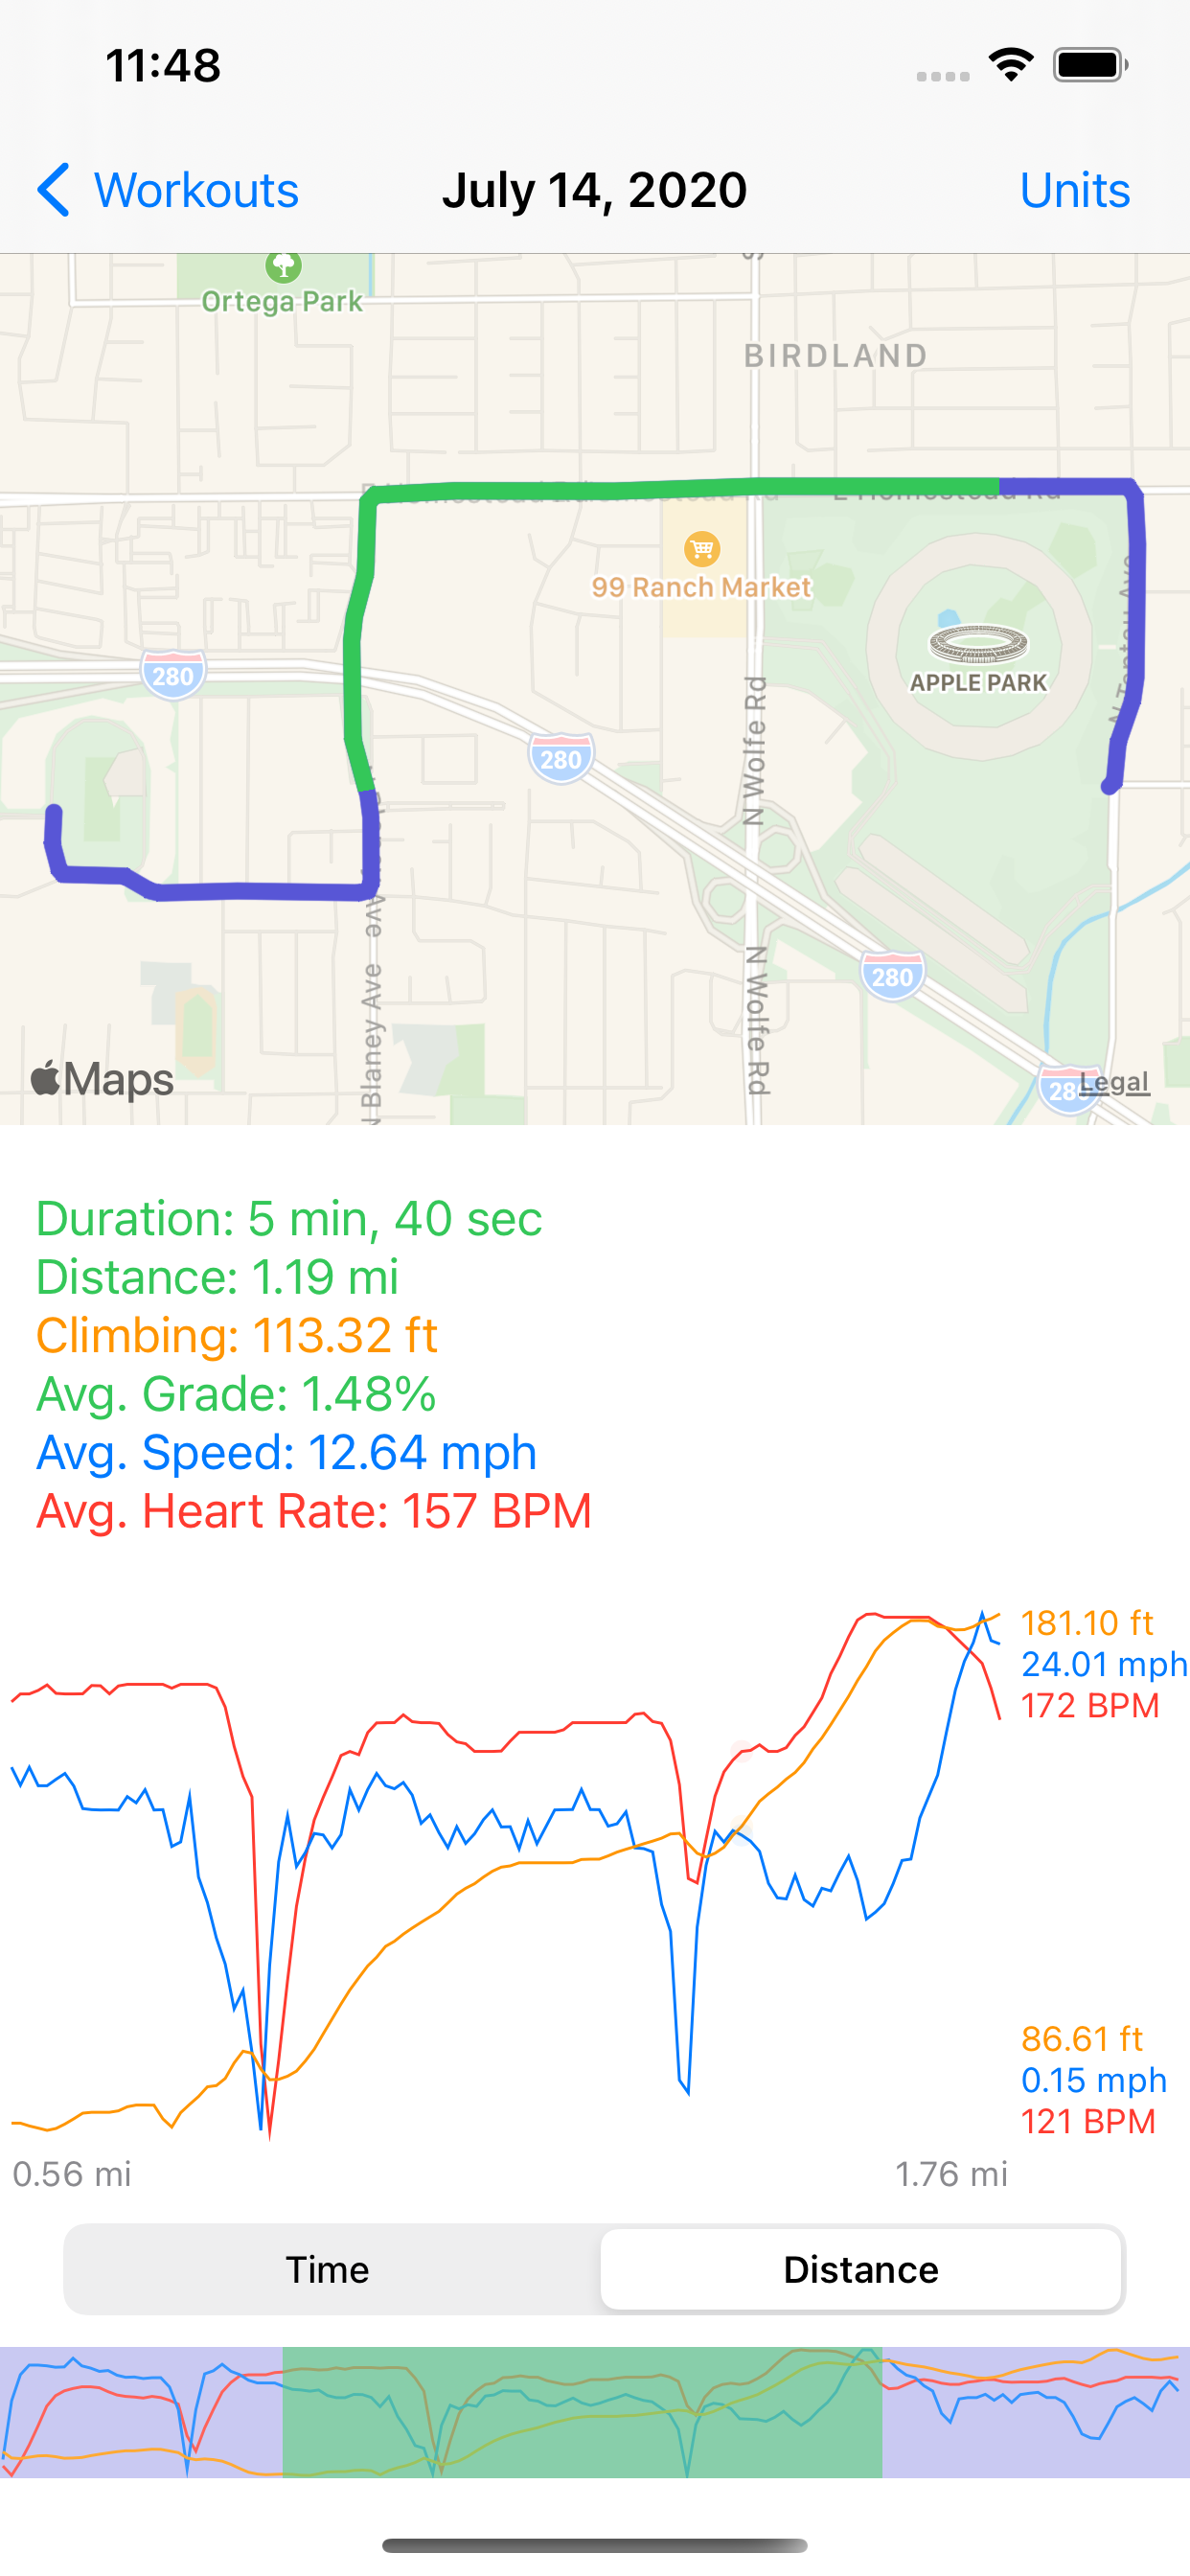 11:48
Workouts
July 14, 2020
Units
Ortega Park
BIRDLAND
E Homestead Rd
99 Ranch Market
APPLE PARK
280
280
N Wolfe Rd
280
N Wolfe Rd
N Blaney Ave
280
Maps
Legal
Duration: 5 min, 40 sec
Distance: 1.19 mi
Climbing: 113.32 ft
Avg. Grade: 1.48%
Avg. Speed: 12.64 mph
Avg. Heart Rate: 157 BPM
181.10 ft
24.01 mph
172 BPM
86.61 ft
0.15 mph
121 BPM
0.56 mi
1.76 mi
Time
Distance